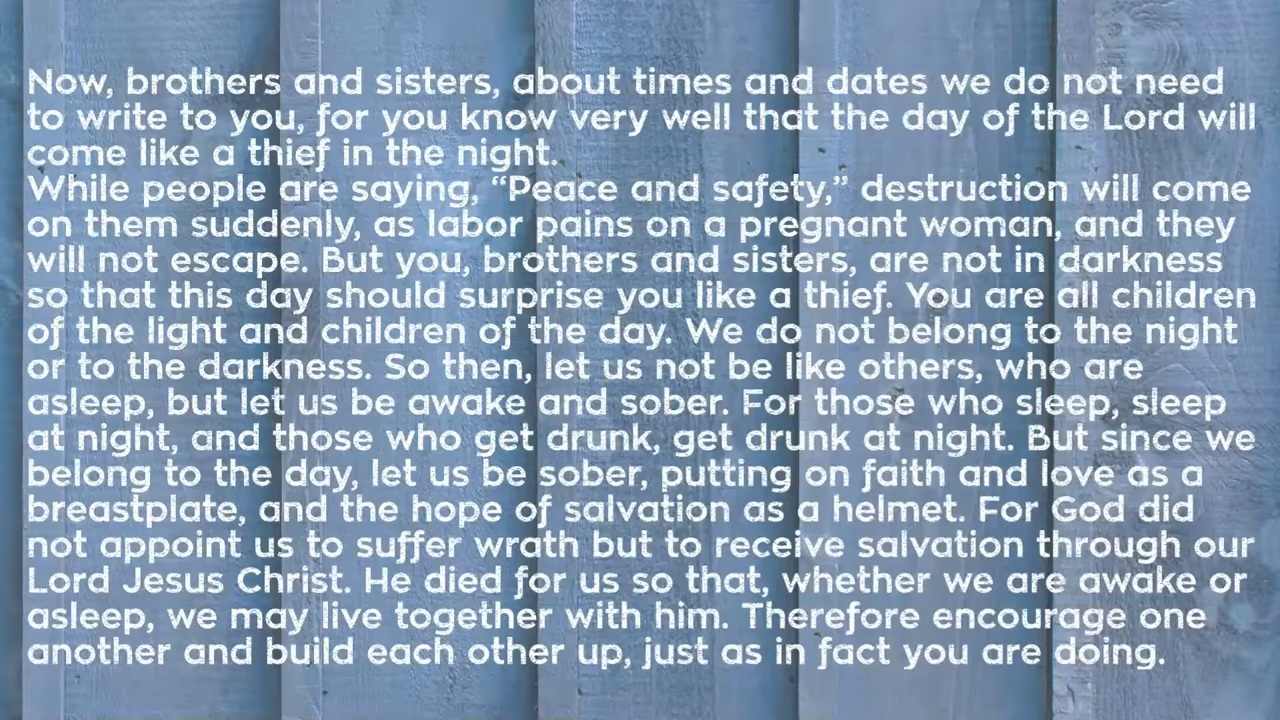 Now, brothers and sisters, about times and dates we do not need
to write to you, for you know very well that the day of the Lord will
come like a thief in the night.
While people are saying, “Peace and safety,” destruction will come
on them suddenly, as labor pains on a pregnant woman, and they
will not escape. But you, brothers and sisters, are not in darkness
so that this day should surprise you like a thief. You are all children
of the light and children of the day. We do not belong to the night
or to the darkness. So then, let us not be like others, who are
asleep, but let us be awake and sober. For those who sleep, sleep
at night, and those who get drunk, get drunk at night. But since we
belong to the day, let us be sober, putting on faith and love as a
breastplate, and the hope of salvation as a helmet. For God did
not appoint us to suffer wrath but to receive salvation through our
Lord Jesus Christ. He died for us so that, whether we are awake or
asleep, we may live together with him. Therefore encourage one
another and build each other up, just as in fact you are doing.